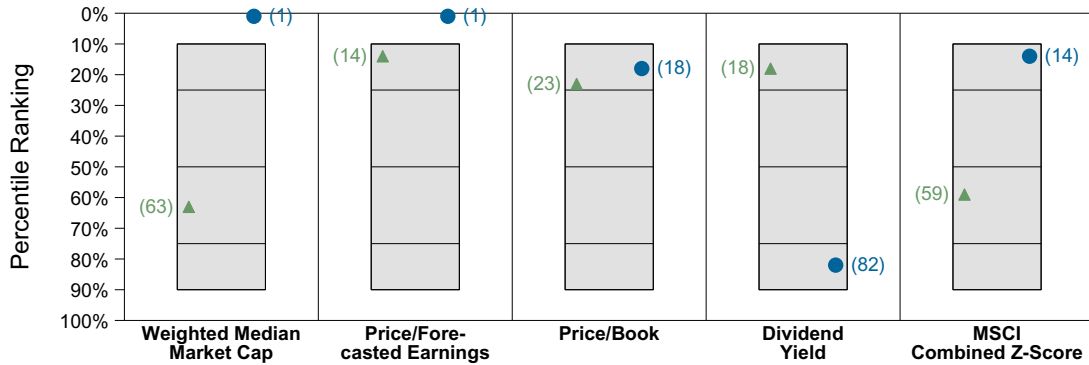 Percentile Ranking
0%
10%
20%
30%
40%
50%
60%
70%
80%
90%
100%
(1)
(63)
(1)
(14)
(18)
(23)
(18)
(82)
(14)
(59)
Weighted Median
Market Cap
Price/Fore-
casted Earnings
Price/Book
Dividend
Yield
MSCI
Combined Z-Score